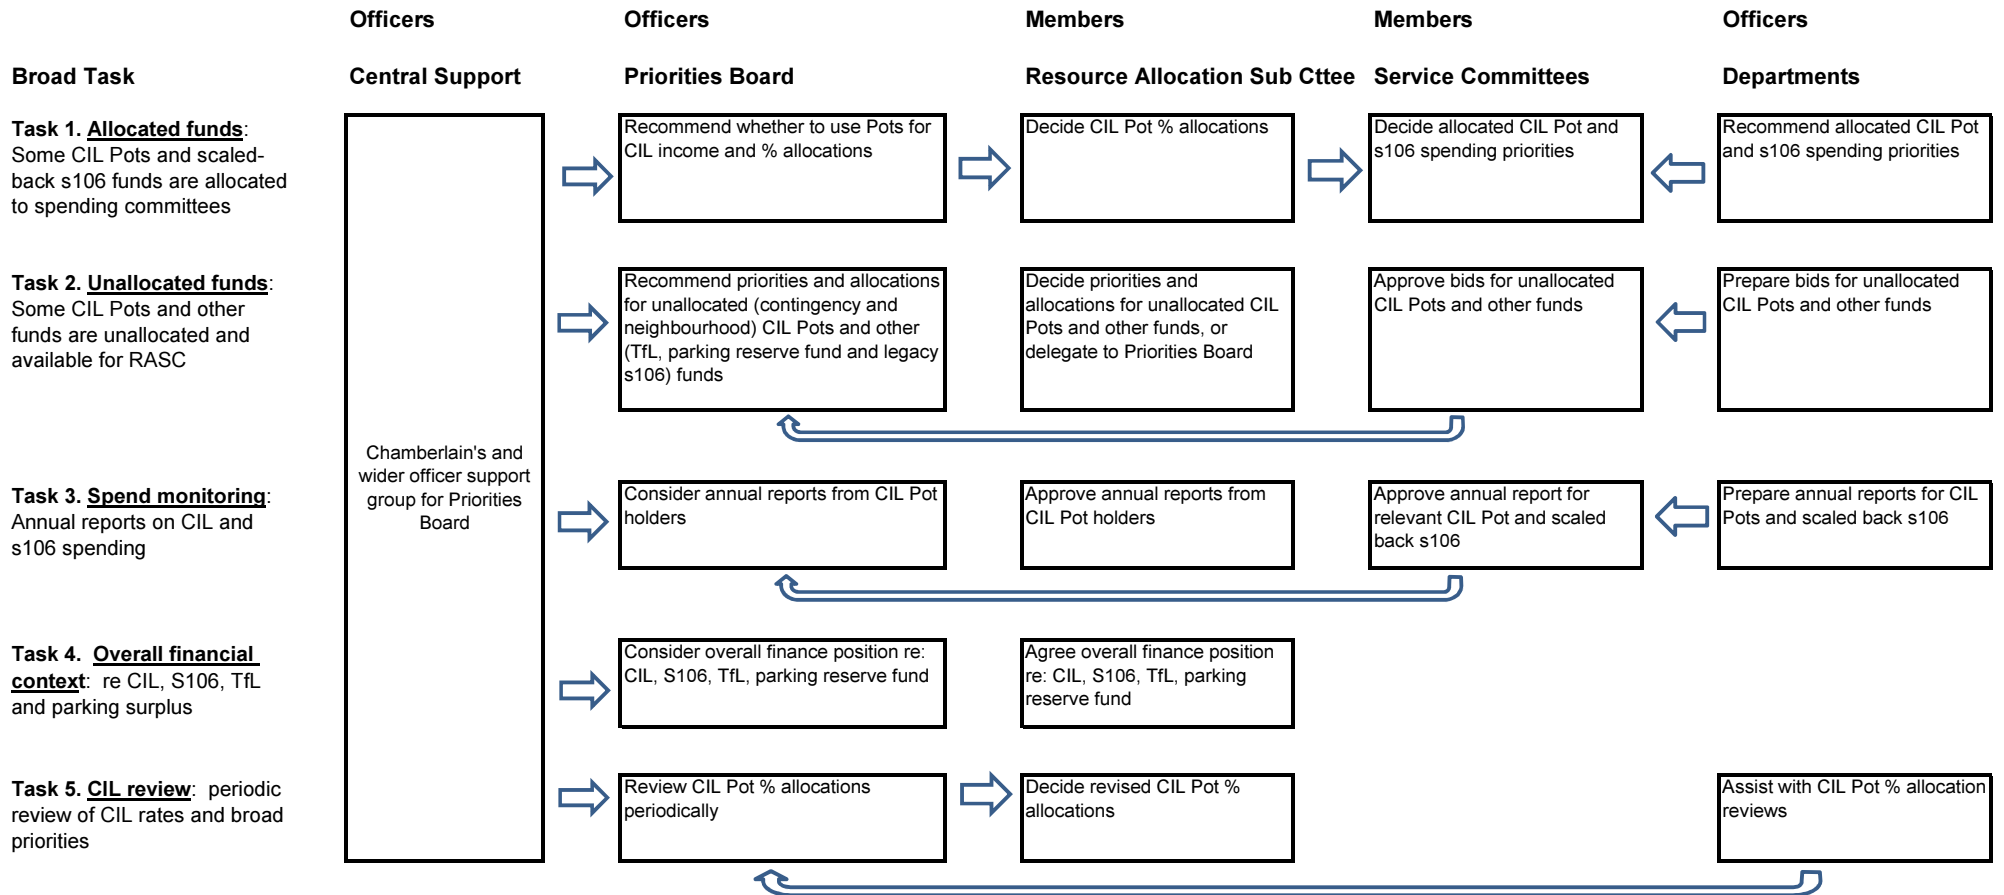 Officers
Officers
Members
Members
Officers
Broad Task
Central Support
Priorities Board
Resource Allocation Sub Cttee
Service Committees
Departments
Task 1. Allocated funds:
Some CIL Pots and scaled-
back s106 funds are allocated
to spending committees
Recommend whether to use Pots for
CIL income and % allocations
Decide CIL Pot % allocations
Decide allocated CIL Pot and
s106 spending priorities
Recommend allocated CIL Pot
and s106 spending priorities
Task 2. Unallocated funds:
Some CIL Pots and other
funds are unallocated and
available for RASC
Recommend priorities and allocations
for unallocated (contingency and
neighbourhood) CIL Pots and other
(TfL, parking reserve fund and legacy
s106) funds
Decide priorities and
allocations for unallocated CIL
Pots and other funds, or
delegate to Priorities Board
Approve bids for unallocated
CIL Pots and other funds
Prepare bids for unallocated
CIL Pots and other funds
Chamberlain's and
wider officer support
group for Priorities
Board
Task 3. Spend monitoring:
Annual reports on CIL and
s106 spending
Consider annual reports from CIL Pot
holders
Approve annual reports from
CIL Pot holders
Approve annual report for
relevant CIL Pot and scaled
back s106
Prepare annual reports for CIL
Pots and scaled back s106
Task 4. Overall financial
context: re CIL, S106, TfL
and parking surplus
Consider overall finance position re:
CIL, S106, TfL, parking reserve fund
Agree overall finance position
re: CIL, S106, TfL, parking
reserve fund
Task 5. CIL review: periodic
review of CIL rates and broad
priorities
Review CIL Pot % allocations
periodically
Decide revised CIL Pot %
allocations
Assist with CIL Pot % allocation
reviews